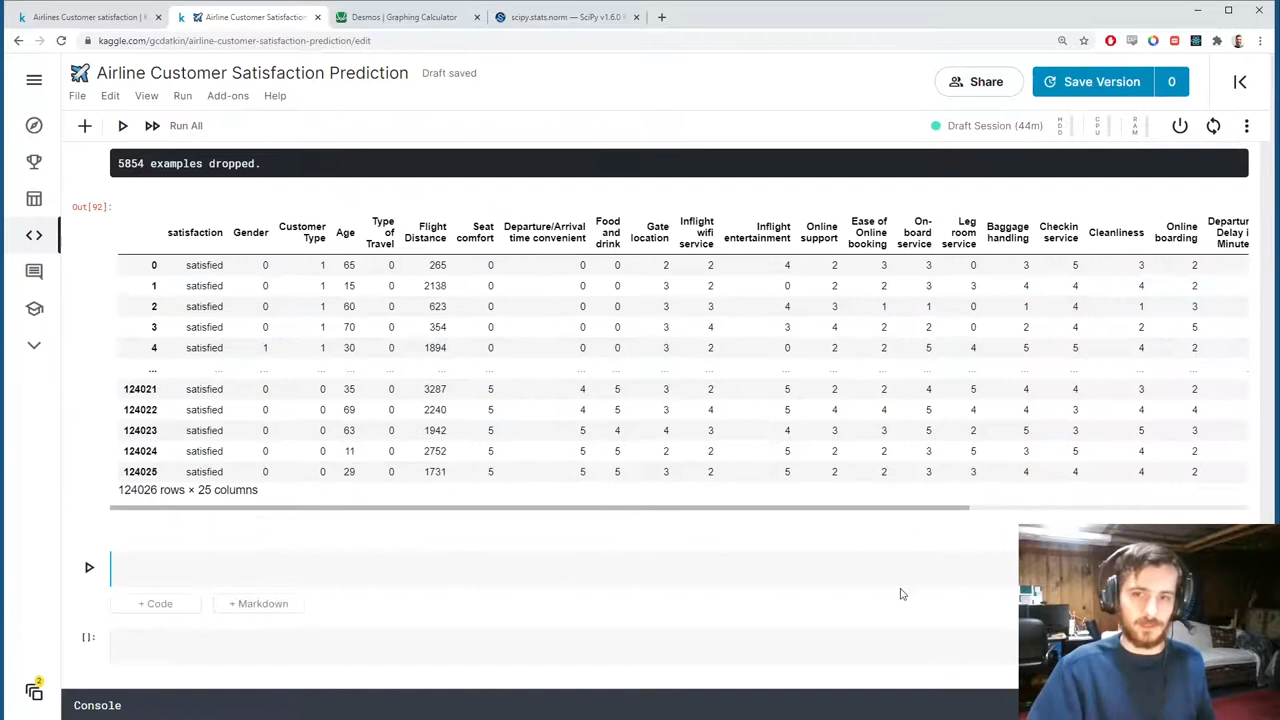 Airlines Customer satisfaction | K
Airline Customer Satisfaction
Desmos | Graphing Calculator
scipy.stats.norm — SciPy v1.6.0
kaggle.com/gcdatkin/airline-customer-satisfaction-prediction/edit
Airline Customer Satisfaction Prediction Draft saved
Share Save Version 0
File Edit View Run Add-ons Help
Run All Draft Session (44m) HDD CPU RAM
5854 examples dropped.
Out[92]:
satisfaction Gender Customer Type Age Type of Travel Flight Distance Seat comfort Departure/Arrival time convenient Food and drink Gate location Inflight wifi service Inflight entertainment Online support Ease of Online booking On-board service Leg room service Baggage handling Checkin service Cleanliness Online boarding Departur Delay i Minute
0 satisfied 0 1 65 0 265 0 0 0 2 2 4 2 3 3 0 3 5 3 2
1 satisfied 0 1 15 0 2138 0 0 0 3 2 0 2 2 3 3 4 4 4 2
2 satisfied 0 1 60 0 623 0 0 0 3 3 4 3 1 1 0 1 4 1 3
3 satisfied 0 1 70 0 354 0 0 0 3 4 3 4 2 2 0 2 4 2 5
4 satisfied 1 1 30 0 1894 0 0 0 3 2 0 2 2 5 4 5 5 4 2
... ... ... ... ... ... ... ... ... ... ... ... ... ... ... ... ... ... ... ... ...
124021 satisfied 0 0 35 0 3287 5 4 5 3 2 5 2 2 4 5 4 4 3 2
124022 satisfied 0 0 69 0 2240 5 4 5 3 4 5 4 4 5 4 4 3 4 4
124023 satisfied 0 0 63 0 1942 5 5 4 4 3 4 3 3 5 2 5 3 5 3
124024 satisfied 0 0 11 0 2752 5 5 5 2 2 5 2 2 3 5 3 5 4 2
124025 satisfied 0 0 29 0 1731 5 5 5 3 2 5 2 2 3 3 4 4 4 2
124026 rows × 25 columns
+ Code + Markdown
[]:
2
Console